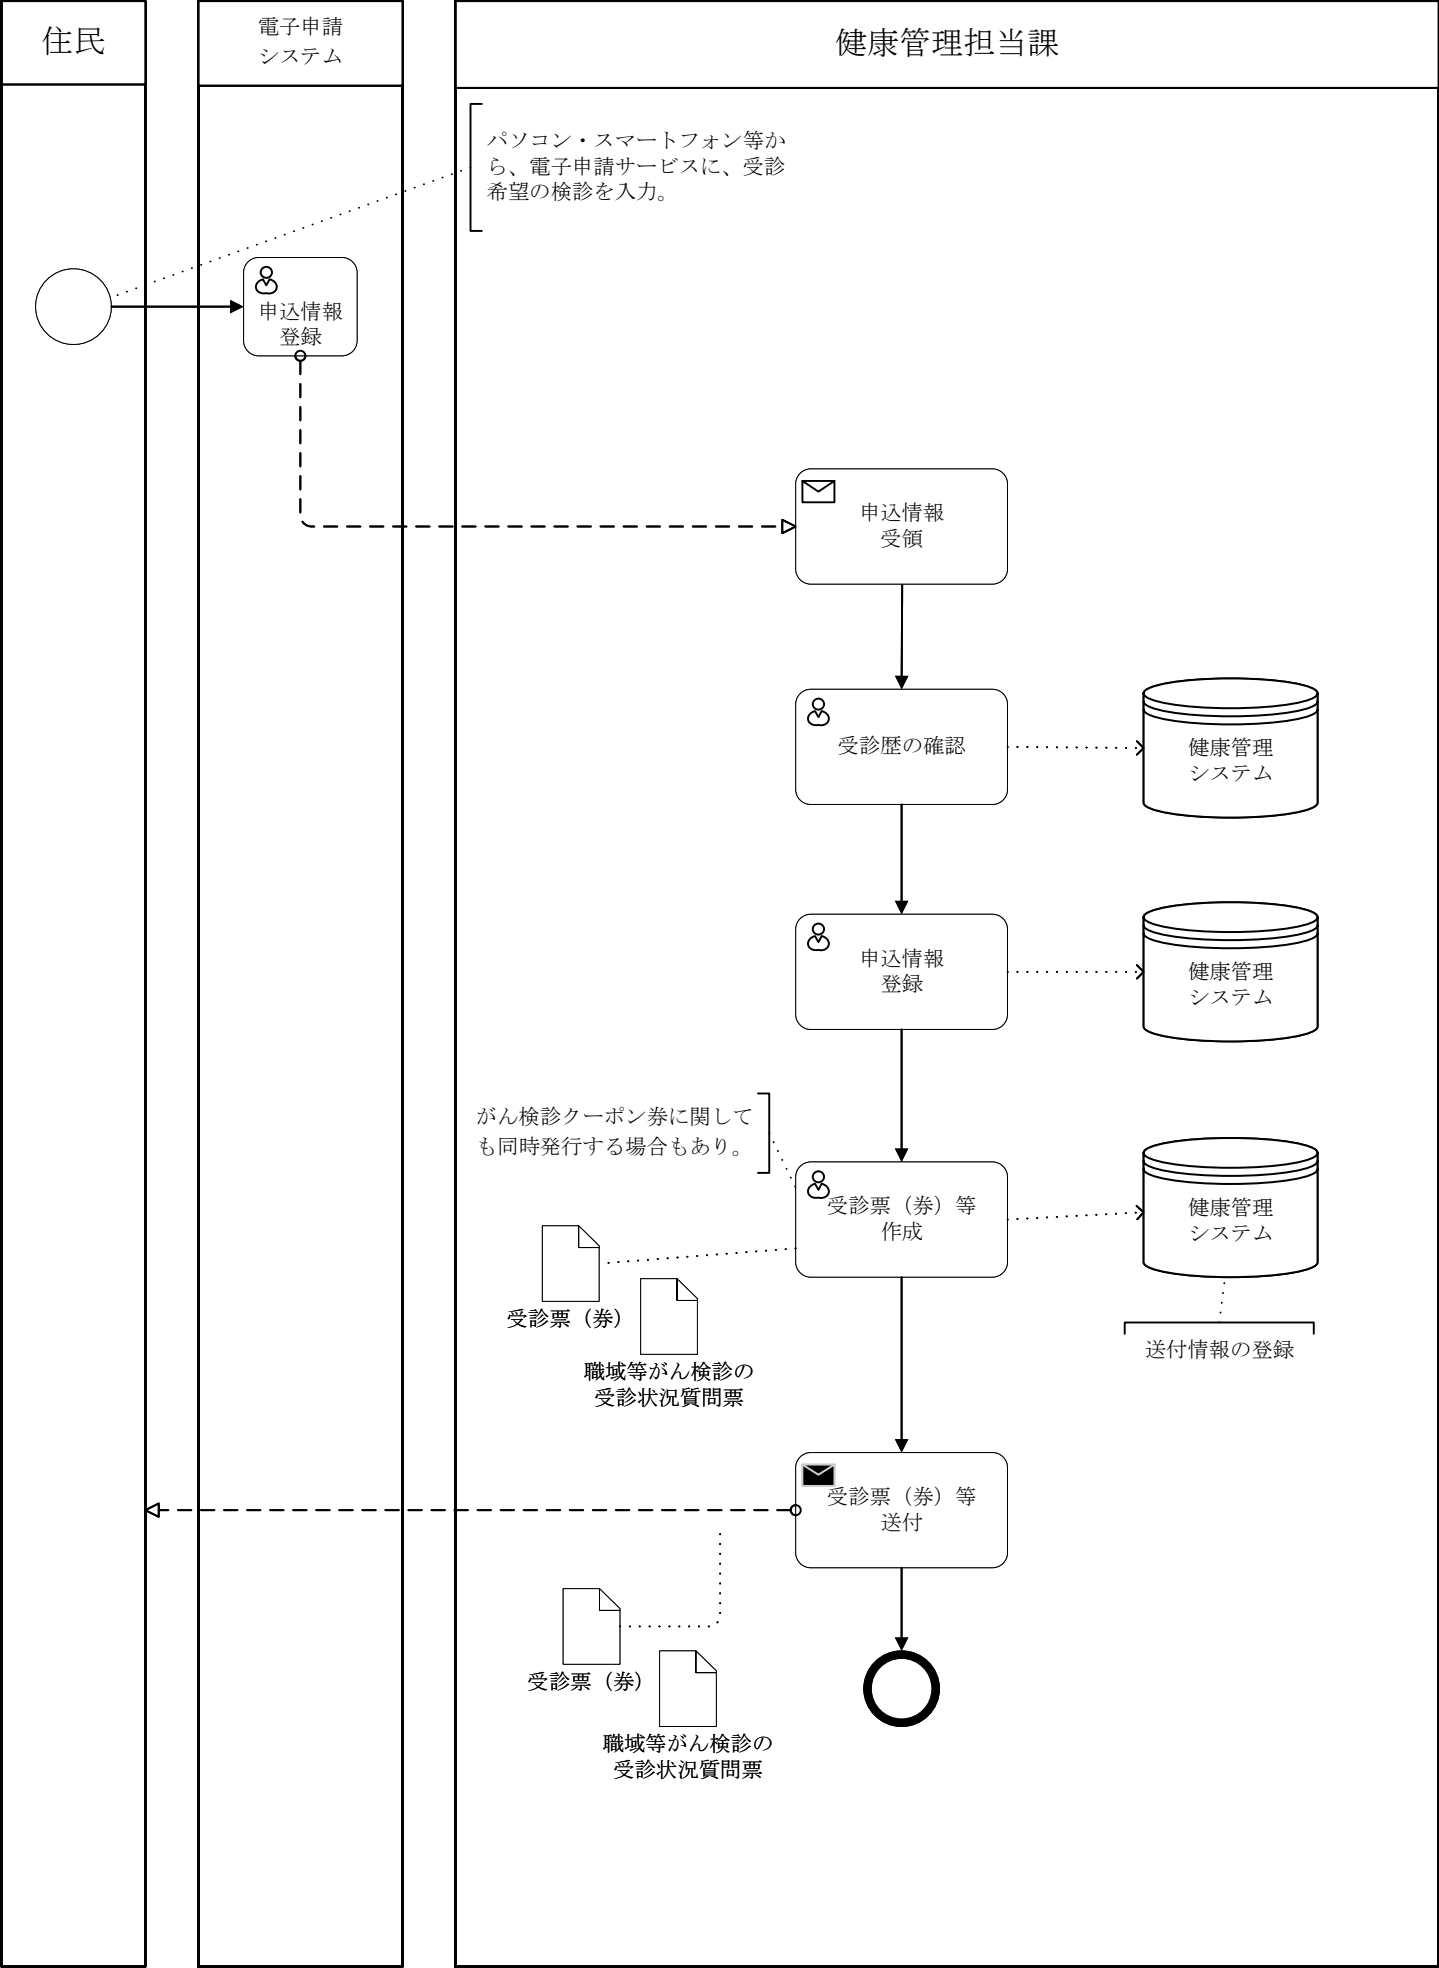 住民
電子申請
システム
健康管理担当課
パソコン・スマートフォン等か
ら、電子申請サービスに、受診
希望の検診を入力。
申込情報
登録
申込情報
受領
受診歴の確認
健康管理
システム
申込情報
登録
健康管理
システム
がん検診クーポン券に関して
も同時発行する場合もあり。
受診票（券）等
作成
健康管理
システム
受診票（券）
職域等がん検診の
受診状況質問票
送付情報の登録
受診票（券）等
送付
受診票（券）
職域等がん検診の
受診状況質問票